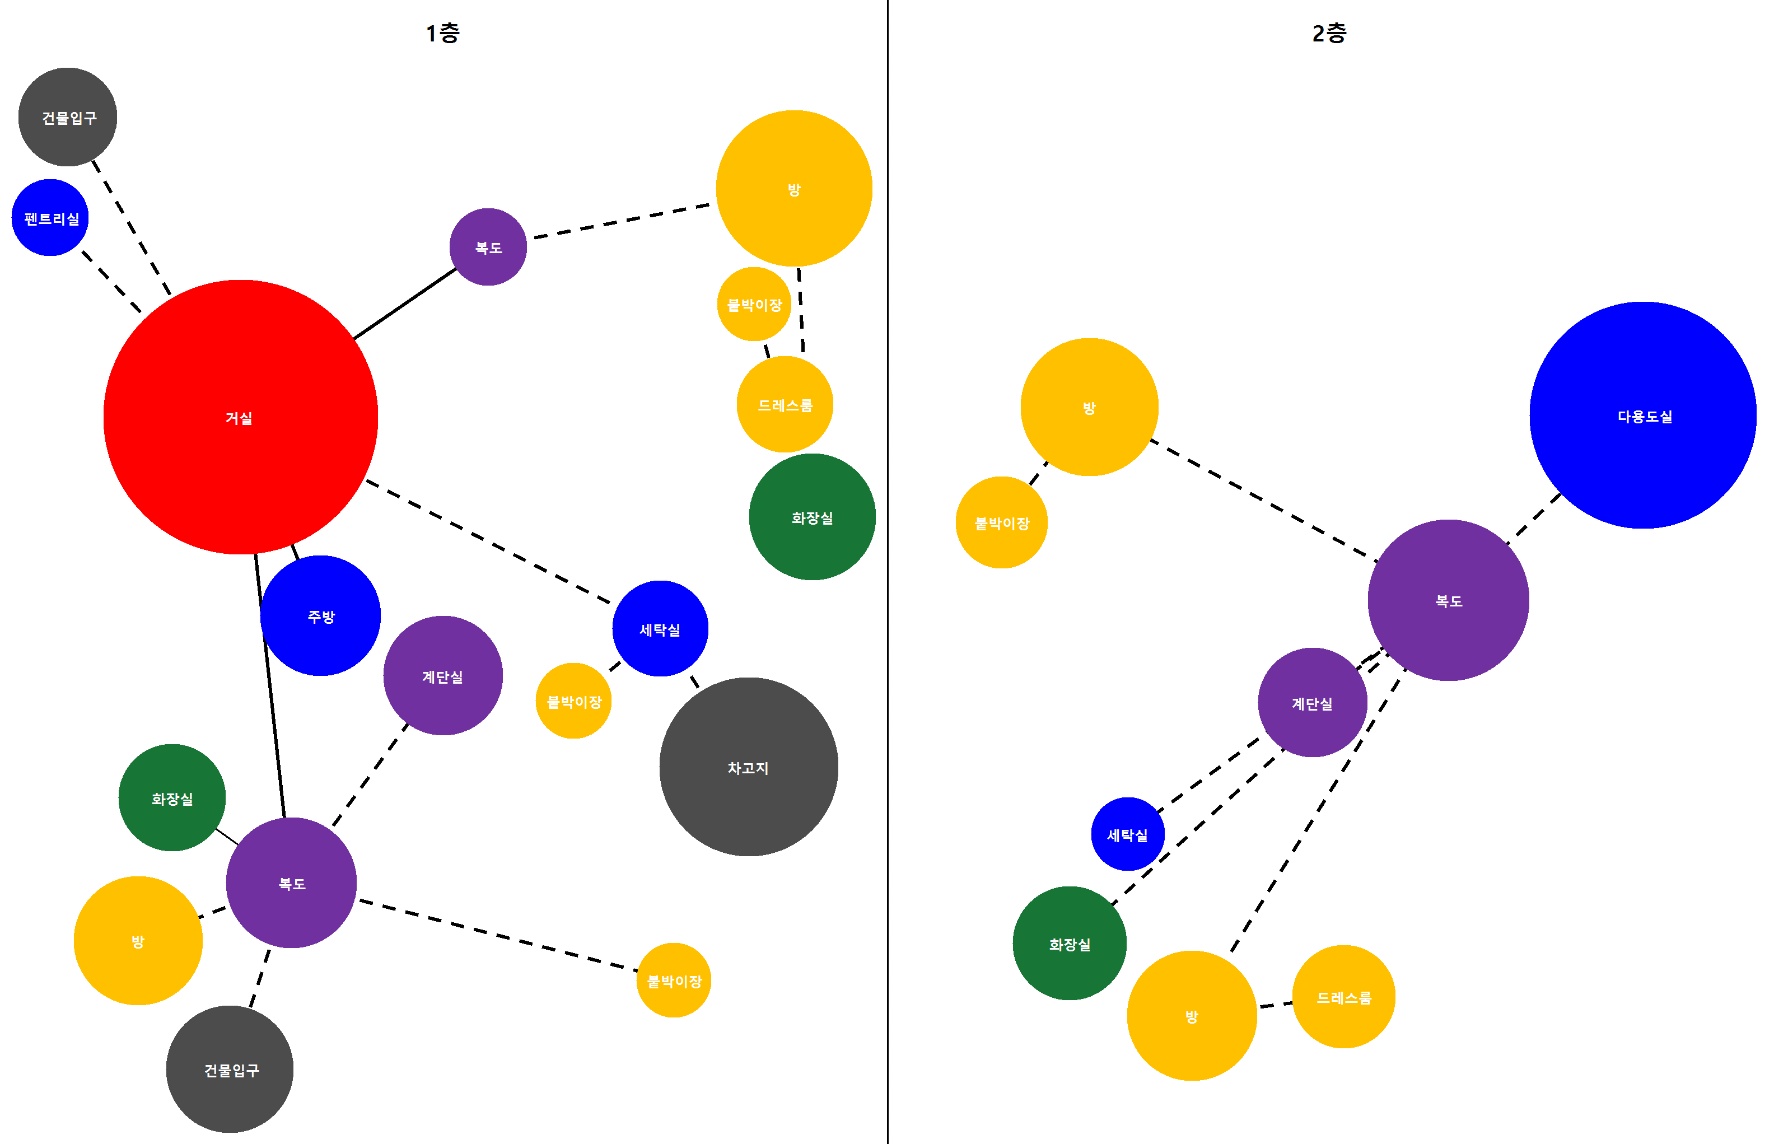 1층
건물입구
펜트리실
복도
방
붙박이장
거실
드레스룸
화장실
주방
세탁실
계단실
붙박이장
차고지
화장실
복도
방
붙박이장
건물입구
2층
방
다용도실
붙박이장
복도
계단실
세탁실
화장실
드레스룸
방